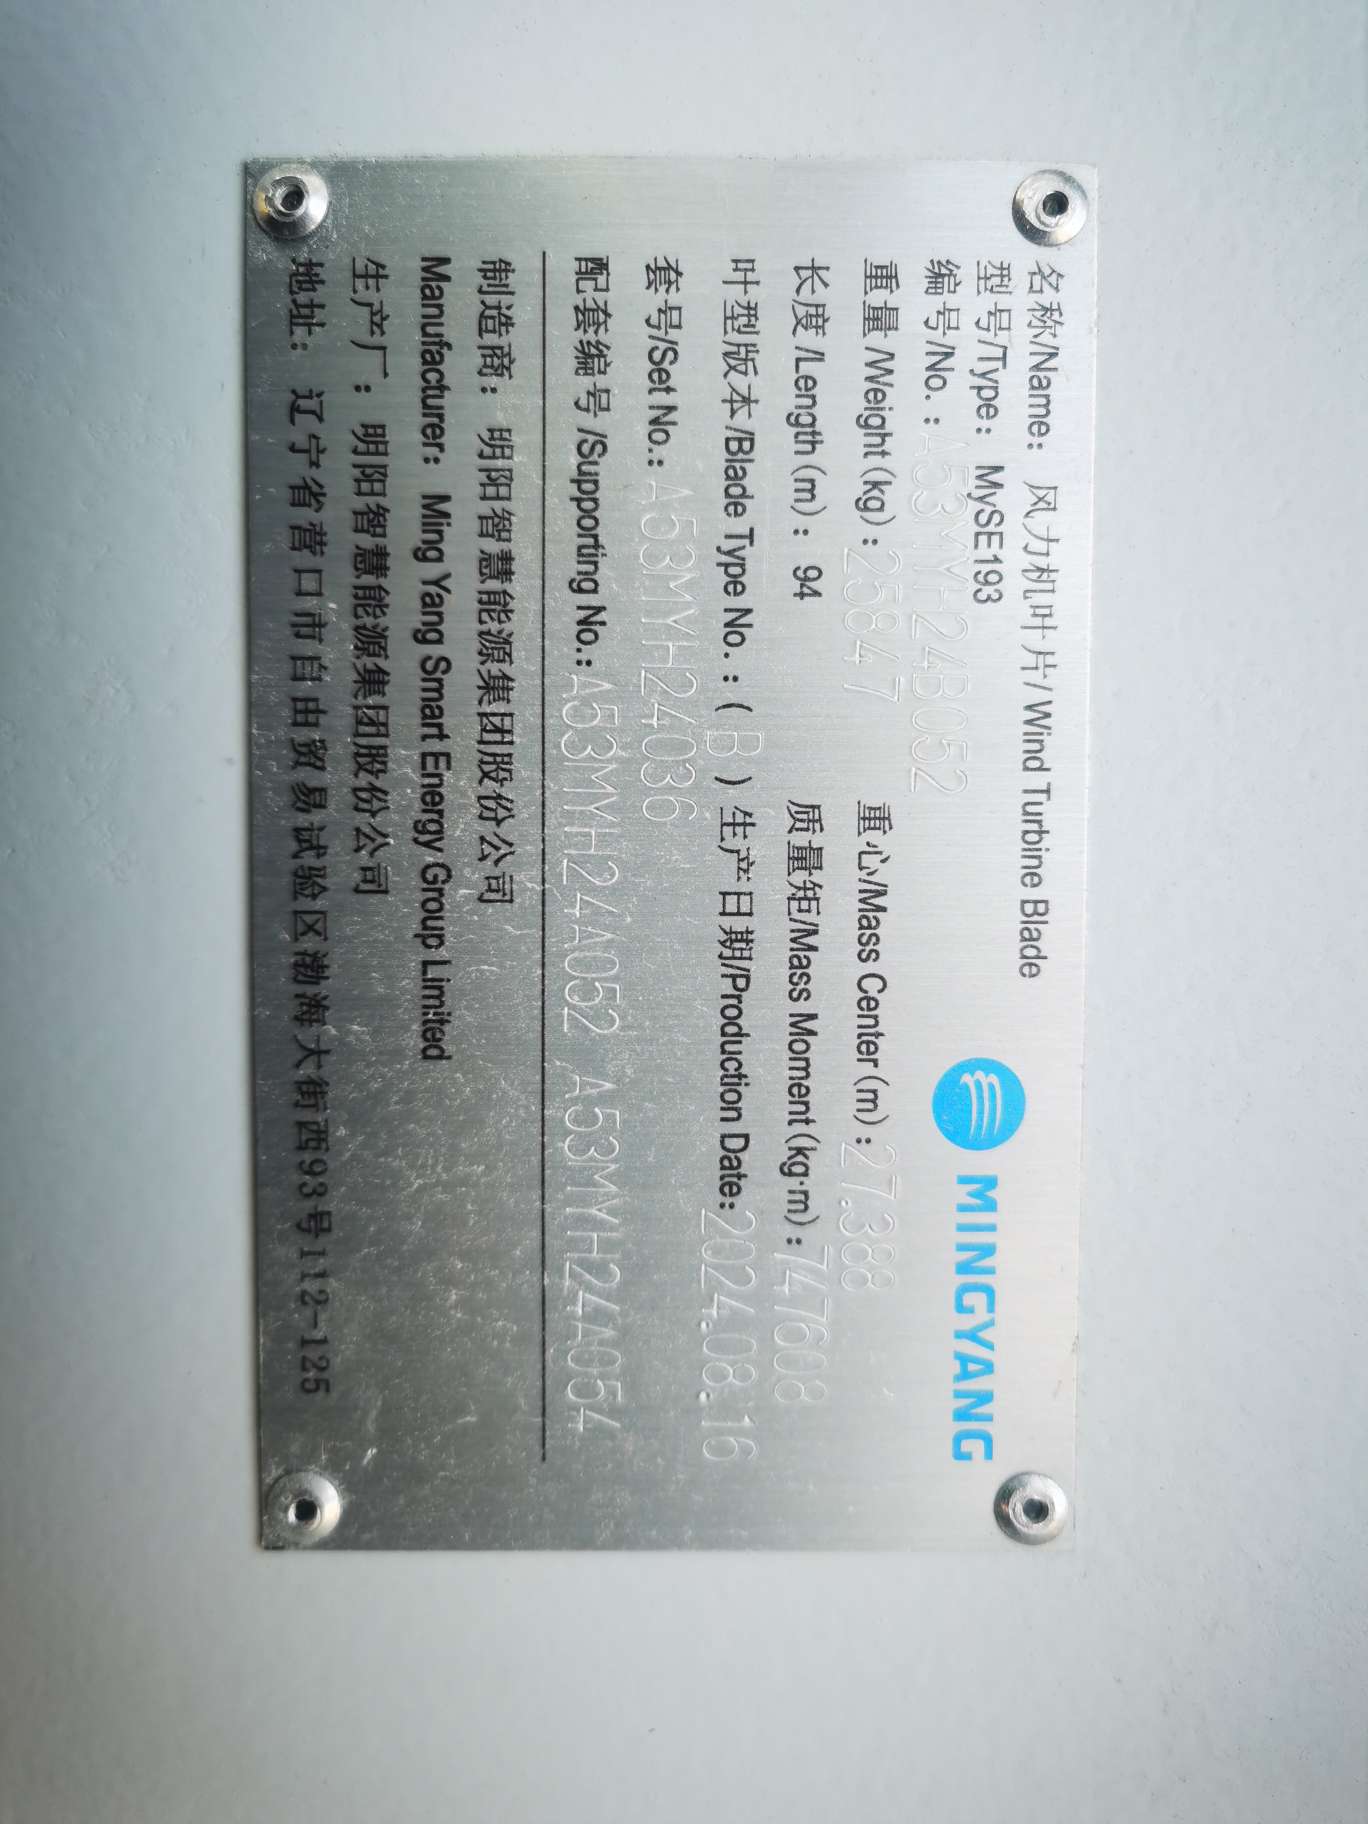 名称/Name: 风力机叶片/Wind Turbine Blade
型号/Type: MySE193
MINGYANG
编号/No.:A53MYH24B052
重量/Weight(kg):25847 重心/Mass Center(m):27.388
长度/Length(m): 94 质量矩/Mass Moment(kg·m):747608
叶型版本/Blade Type No.:( B ) 生产日期/Production Date:2024.08.16
套号/Set No.:A53MYH24036
配套编号/Supporting No.:A53MYH24A052 A53MYH24A054
制造商: 明阳智慧能源集团股份公司
Manufacturer: Ming Yang Smart Energy Group Limited
生产厂: 明阳智慧能源集团股份公司
地址: 辽宁省营口市自由贸易试验区渤海大街西93号112-125